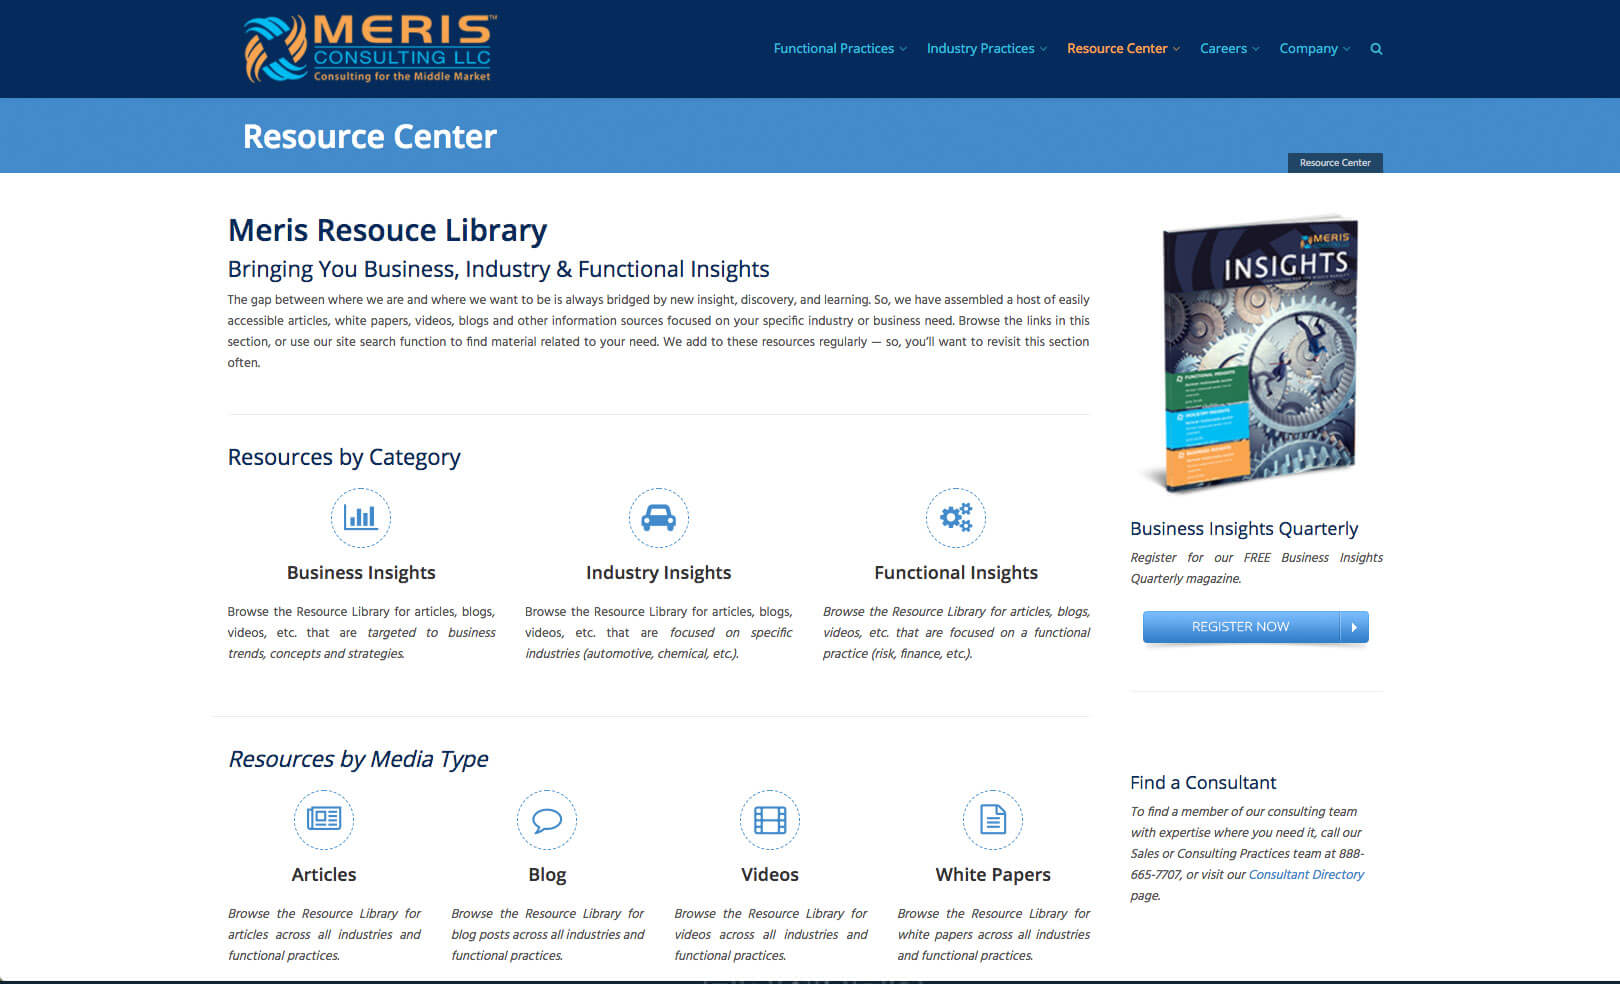 MERIS™
CONSULTING LLC
Consulting for the Middle Market
Functional Practices
Industry Practices
Resource Center
Careers
Company
Resource Center
Resource Center
Meris Resouce Library
Bringing You Business, Industry & Functional Insights
The gap between where we are and where we want to be is always bridged by new insight, discovery, and learning. So, we have assembled a host of easily
accessible articles, white papers, videos, blogs and other information sources focused on your specific industry or business need. Browse the links in this
section, or use our site search function to find material related to your need. We add to these resources regularly — so, you’ll want to revisit this section
often.
Resources by Category
Business Insights
Browse the Resource Library for articles, blogs,
videos, etc. that are targeted to business
trends, concepts and strategies.
Industry Insights
Browse the Resource Library for articles, blogs,
videos, etc. that are focused on specific
industries (automotive, chemical, etc.).
Functional Insights
Browse the Resource Library for articles, blogs,
videos, etc. that are focused on a functional
practice (risk, finance, etc.).
Resources by Media Type
Articles
Browse the Resource Library for
articles across all industries and
functional practices.
Blog
Browse the Resource Library for
blog posts across all industries and
functional practices.
Videos
Browse the Resource Library for
videos across all industries and
functional practices.
White Papers
Browse the Resource Library for
white papers across all industries
and functional practices.
MERIS
INSIGHTS
FUNCTIONAL INSIGHTS
INDUSTRY INSIGHTS
BUSINESS INSIGHTS
Business Insights Quarterly
Register for our FREE Business Insights
Quarterly magazine.
REGISTER NOW
Find a Consultant
To find a member of our consulting team
with expertise where you need it, call our
Sales or Consulting Practices team at 888-
665-7707, or visit our Consultant Directory
page.